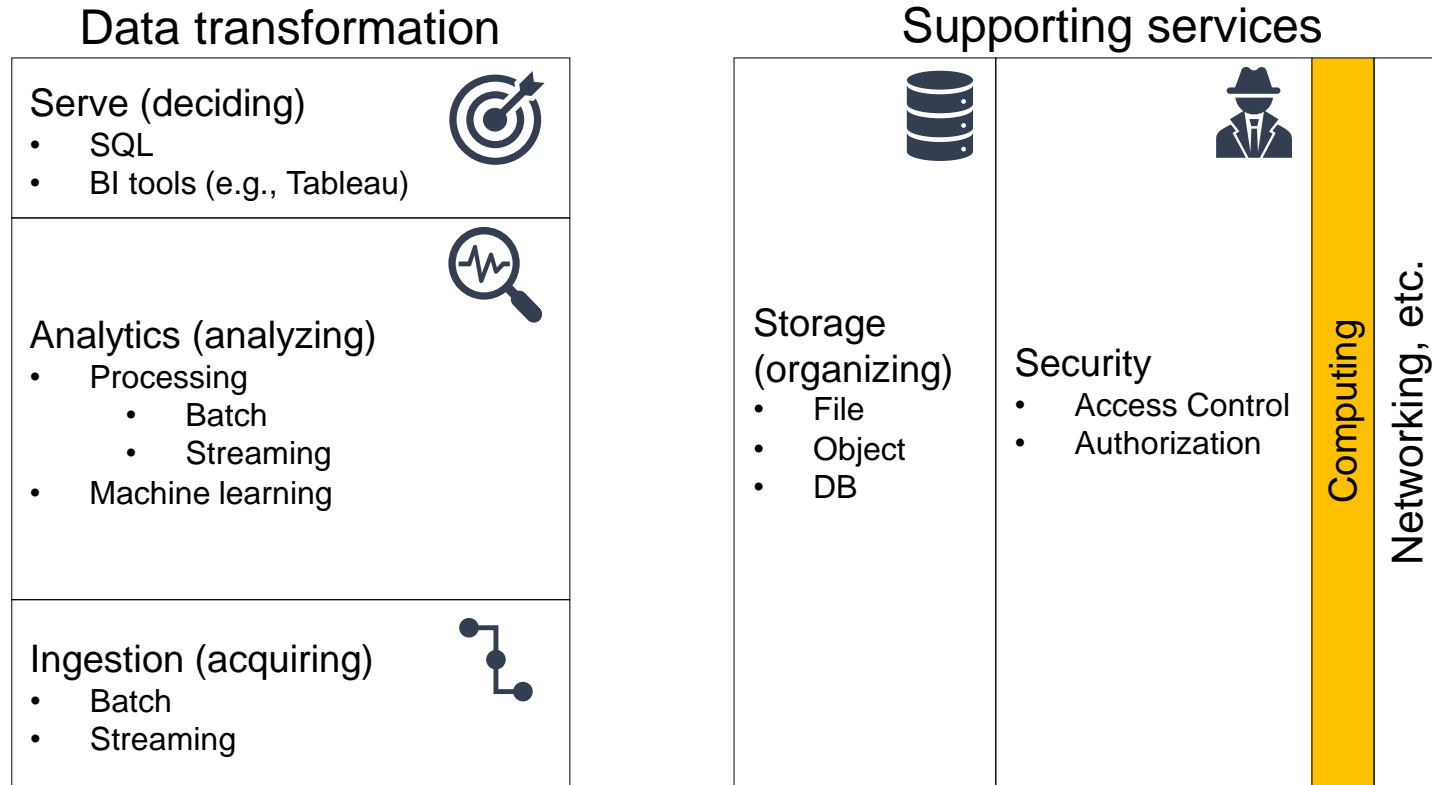 Data transformation
Serve (deciding)
• SQL
• BI tools (e.g., Tableau)
Analytics (analyzing)
• Processing
• Batch
• Streaming
• Machine learning
Ingestion (acquiring)
• Batch
• Streaming
Supporting services
Storage
(organizing)
• File
• Object
• DB
Security
• Access Control
• Authorization
Computing
Networking, etc.